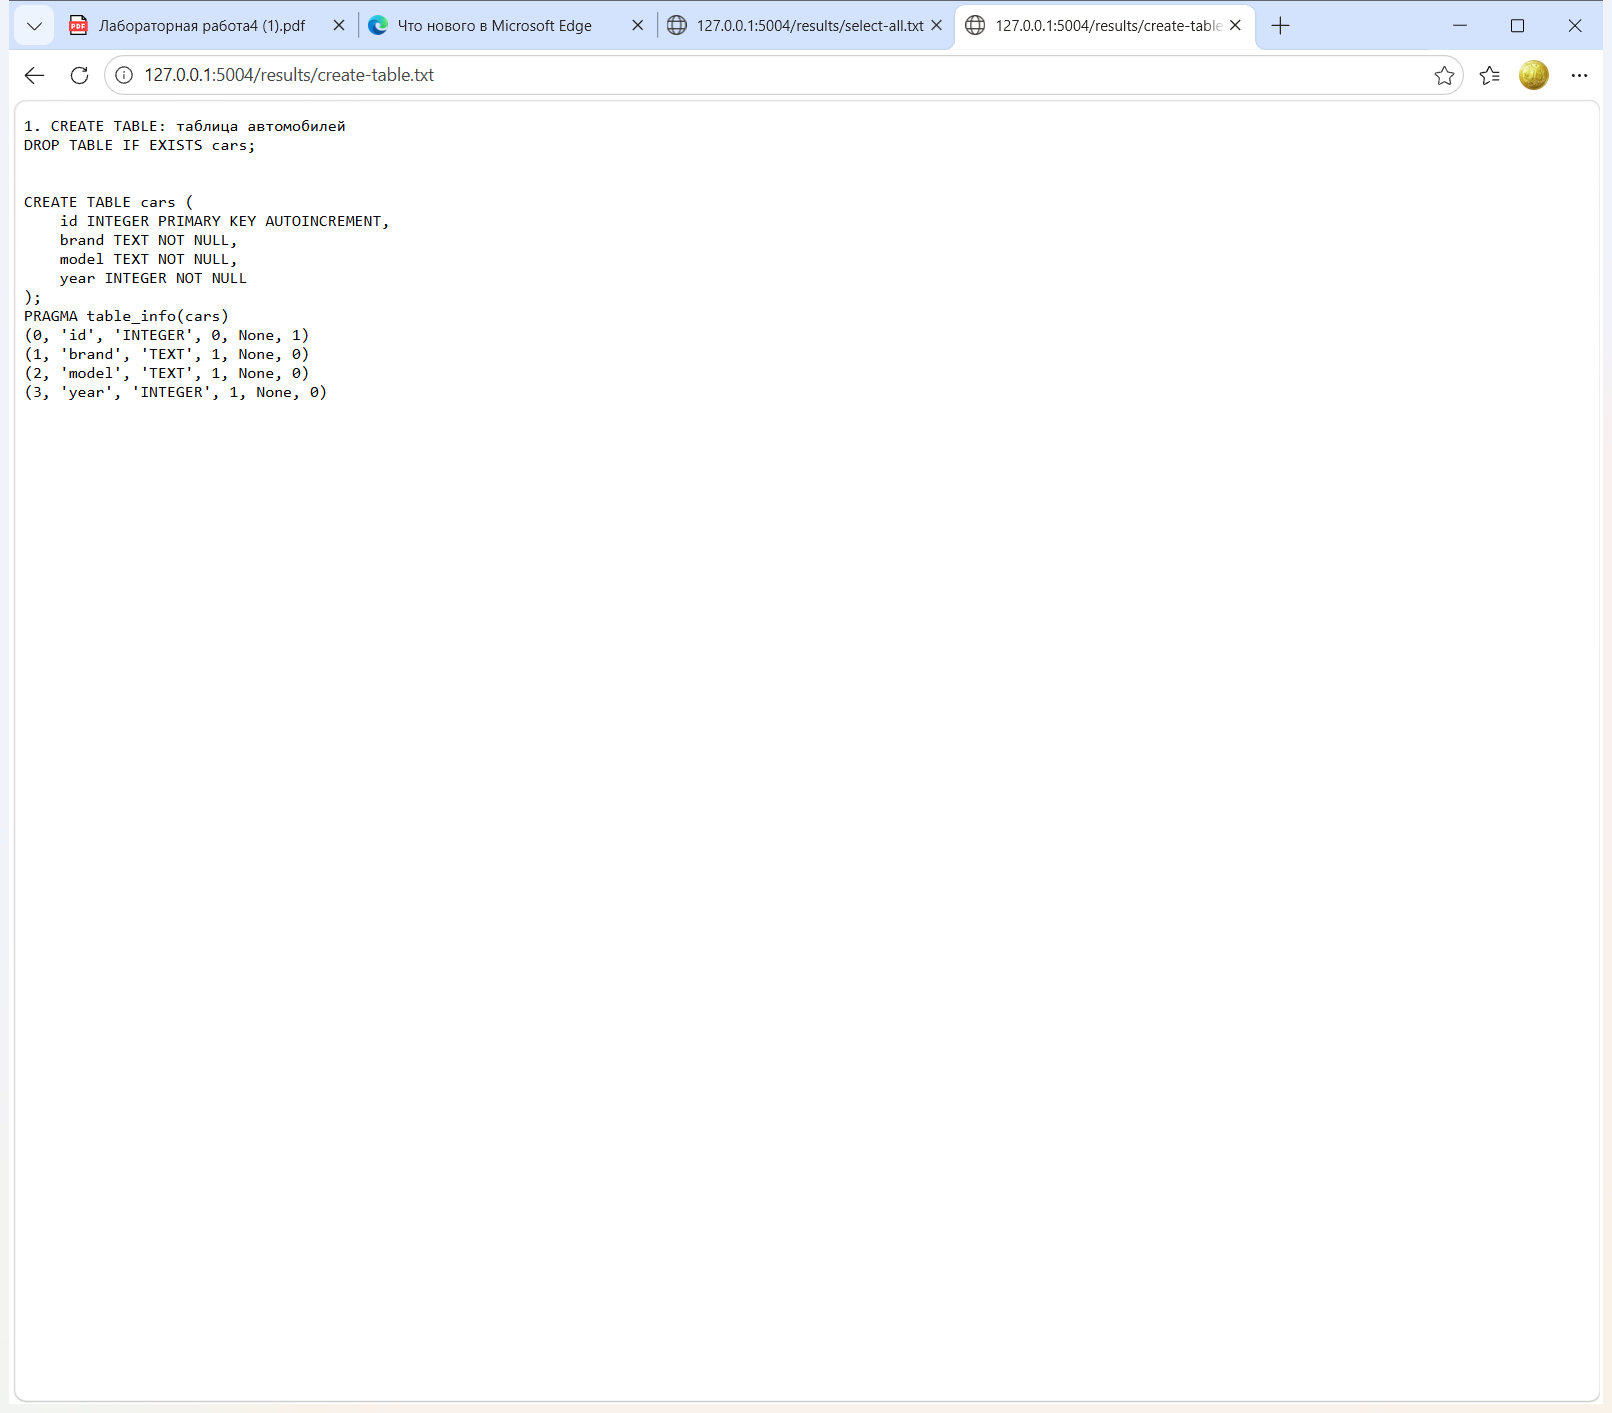 Лабораторная работа4 (1).pdf
Что нового в Microsoft Edge
127.0.0.1:5004/results/select-all.txt
127.0.0.1:5004/results/create-table
127.0.0.1:5004/results/create-table.txt
1. CREATE TABLE: таблица автомобилей
DROP TABLE IF EXISTS cars;
CREATE TABLE cars (
    id INTEGER PRIMARY KEY AUTOINCREMENT,
    brand TEXT NOT NULL,
    model TEXT NOT NULL,
    year INTEGER NOT NULL
);
PRAGMA table_info(cars)
(0, 'id', 'INTEGER', 0, None, 1)
(1, 'brand', 'TEXT', 1, None, 0)
(2, 'model', 'TEXT', 1, None, 0)
(3, 'year', 'INTEGER', 1, None, 0)